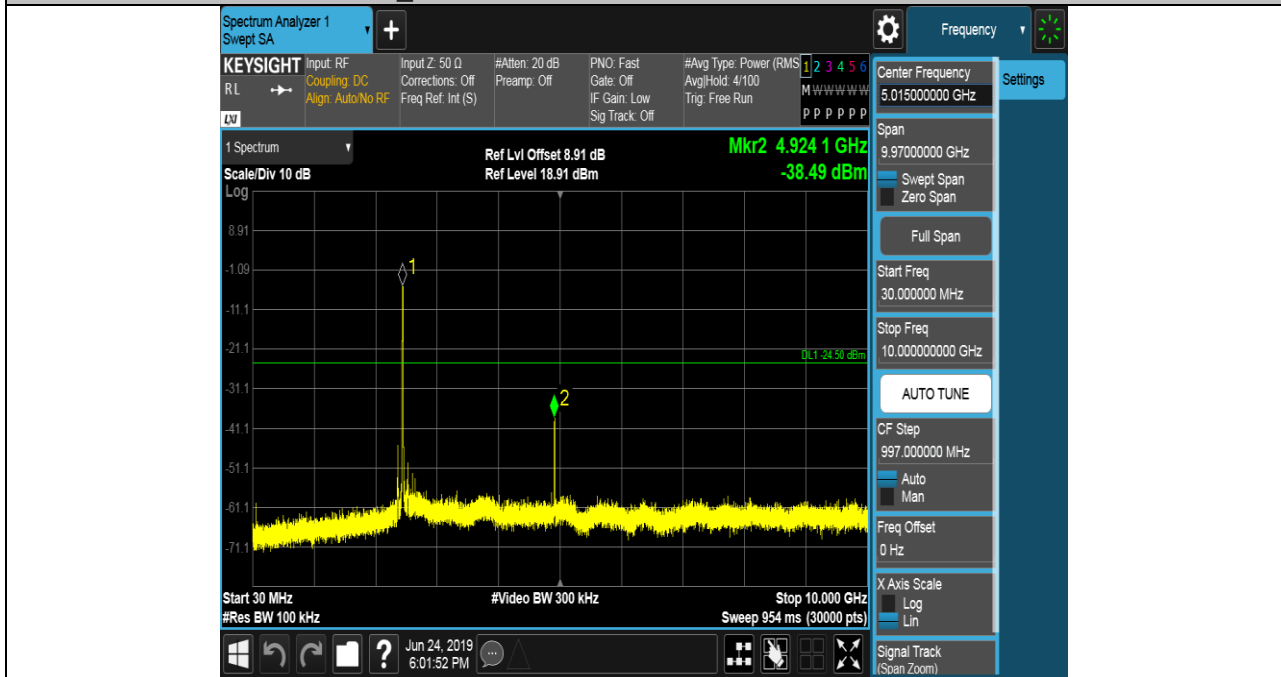 Spectrum Analyzer 1
Swept SA
+
Frequency
KEYSIGHT
RL
LXI
Input: RF
Coupling: DC
Align: Auto/No RF
Input Z: 50 Ω
Corrections: Off
Freq Ref: Int (S)
#Atten: 20 dB
Preamp: Off
PNO: Fast
Gate: Off
IF Gain: Low
Sig Track: Off
#Avg Type: Power (RMS
Avg|Hold: 4/100
Trig: Free Run
1 2 3 4 5 6
M W W W W W
P P P P P P
1 Spectrum
Scale/Div 10 dB
Log
Ref Lvl Offset 8.91 dB
Ref Level 18.91 dBm
Mkr2 4.924 1 GHz
-38.49 dBm
8.91
-1.09
-11.1
-21.1
-31.1
-41.1
-51.1
-61.1
-71.1
1
2
DL1 -24.50 dBm
Start 30 MHz
#Res BW 100 kHz
#Video BW 300 kHz
Stop 10.000 GHz
Sweep 954 ms (30000 pts)
?
Jun 24, 2019
6:01:52 PM
Center Frequency
5.015000000 GHz
Span
9.97000000 GHz
Swept Span
Zero Span
Full Span
Start Freq
30.000000 MHz
Stop Freq
10.000000000 GHz
AUTO TUNE
CF Step
997.000000 MHz
Auto
Man
Freq Offset
0 Hz
X Axis Scale
Log
Lin
Signal Track
(Span Zoom)
Settings